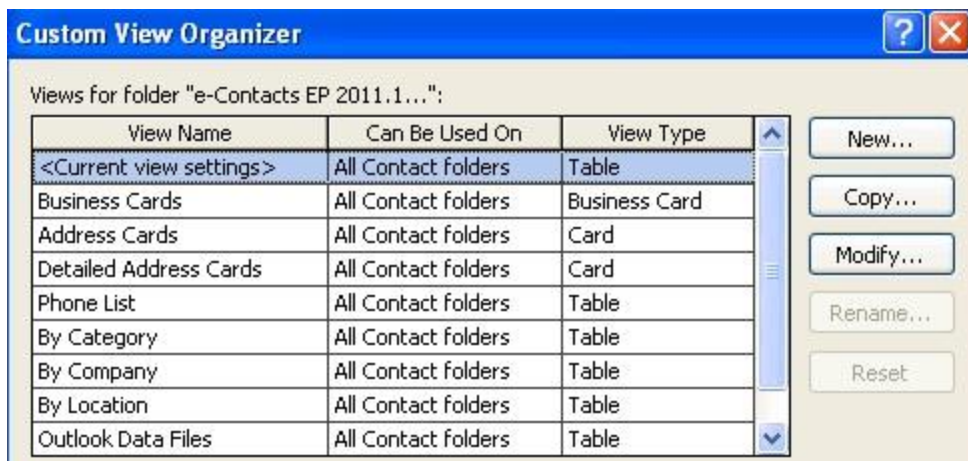 Custom View Organizer
Views for folder "e-Contacts EP 2011.1...":
View Name Can Be Used On View Type
<Current view settings> All Contact folders Table
Business Cards All Contact folders Business Card
Address Cards All Contact folders Card
Detailed Address Cards All Contact folders Card
Phone List All Contact folders Table
By Category All Contact folders Table
By Company All Contact folders Table
By Location All Contact folders Table
Outlook Data Files All Contact folders Table
New...
Copy...
Modify...
Rename...
Reset